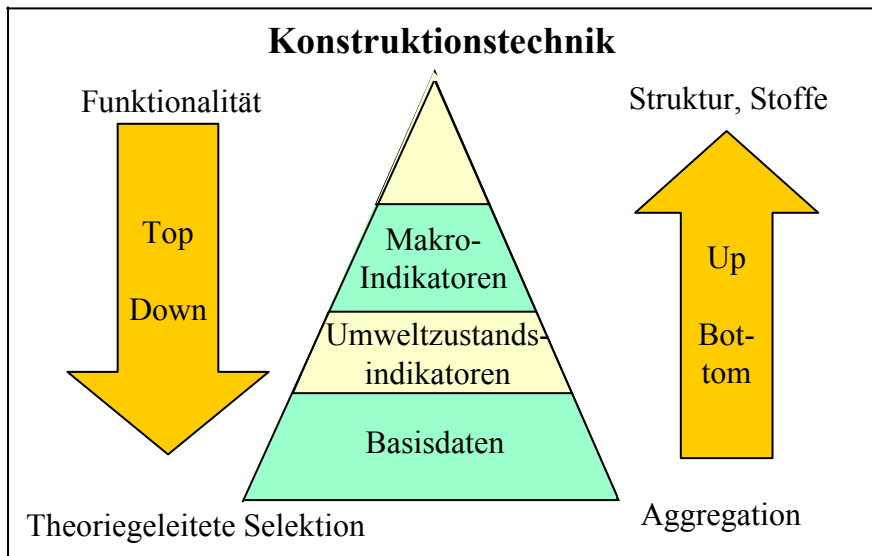 Konstruktionstechnik
Funktionalität
Struktur, Stoffe
Top
Down
Makro-
Indikatoren
Umweltzustands-
indikatoren
Basisdaten
Up
Bot-
tom
Theoriegeleitete Selektion
Aggregation